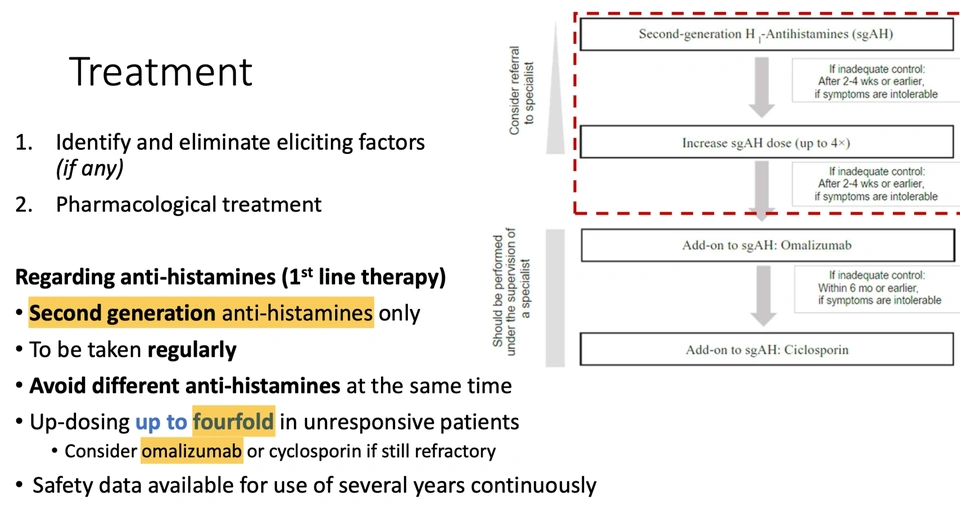 Treatment
1. Identify and eliminate eliciting factors
(if any)
2. Pharmacological treatment
Regarding anti-histamines (1st line therapy)
• Second generation anti-histamines only
• To be taken regularly
• Avoid different anti-histamines at the same time
• Up-dosing up to fourfold in unresponsive patients
• Consider omalizumab or cyclosporin if still refractory
• Safety data available for use of several years continuously
Consider referral
to specialist
Should be performed
under the supervision of
a specialist
Second-generation H1-Antihistamines (sgAH)
If inadequate control:
After 2-4 wks or earlier,
if symptoms are intolerable
Increase sgAH dose (up to 4×)
If inadequate control:
After 2-4 wks or earlier,
if symptoms are intolerable
Add-on to sgAH: Omalizumab
If inadequate control:
Within 6 mo or earlier,
if symptoms are intolerable
Add-on to sgAH: Ciclosporin